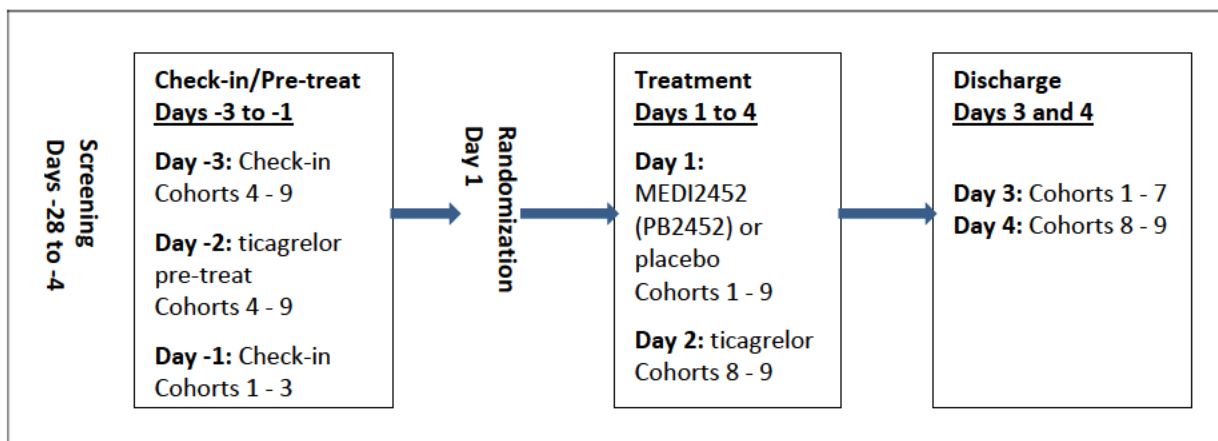 Screening
Days -28 to -4
Check-in/Pre-treat
Days -3 to -1
Day -3: Check-in
Cohorts 4 - 9
Day -2: ticagrelor
pre-treat
Cohorts 4 - 9
Day -1: Check-in
Cohorts 1 - 3
Randomization
Day 1
Treatment
Days 1 to 4
Day 1:
MEDI2452
(PB2452) or
placebo
Cohorts 1 - 9
Day 2: ticagrelor
Cohorts 8 - 9
Discharge
Days 3 and 4
Day 3: Cohorts 1 - 7
Day 4: Cohorts 8 - 9